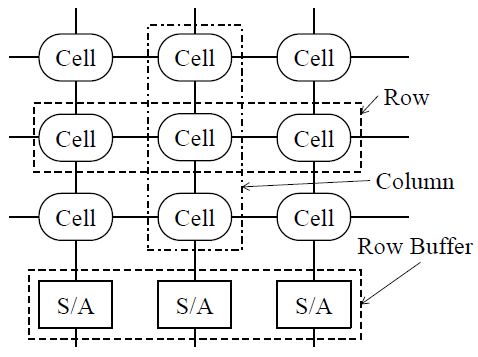 Cell Cell Cell
Row
Cell Cell Cell
Column
Cell Cell Cell
Row Buffer
S/A S/A S/A